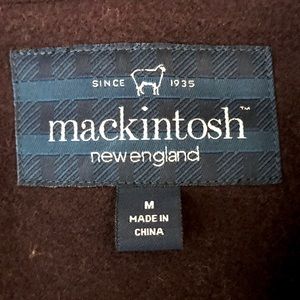 SINCE 1935
mackintosh™
new england
M
MADE IN
CHINA